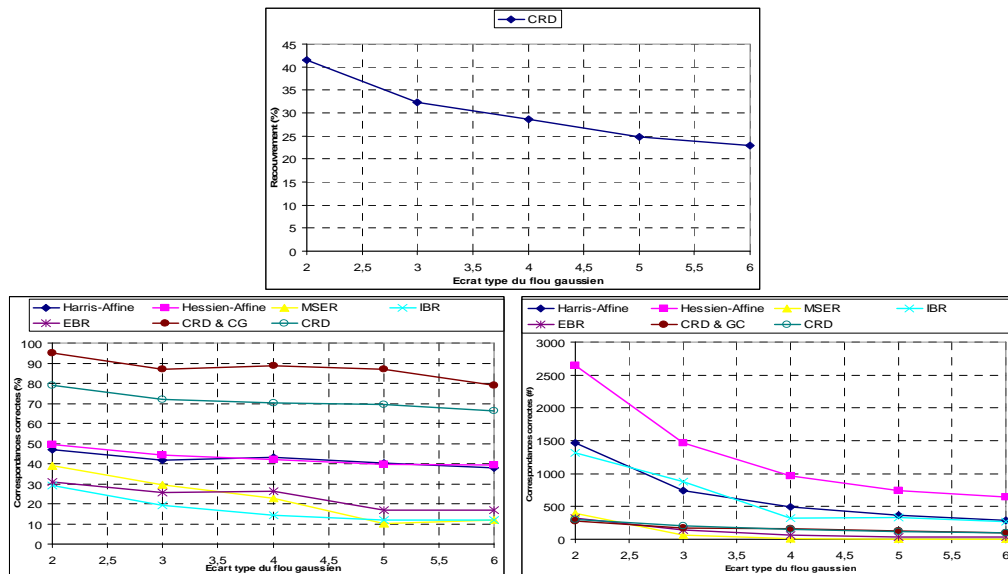 CRD
45
40
35
30
25
20
15
10
5
0
Recouvrement (%)
2 2,5 3 3,5 4 4,5 5 5,5 6
Ecrat type du flou gaussien
Harris-Affine Hessien-Affine MSER IBR
EBR CRD & CG CRD
100
90
80
70
60
50
40
30
20
10
0
Correspondances correctes (%)
2 2,5 3 3,5 4 4,5 5 5,5 6
Ecart type du flou gaussien
Harris-Affine Hessien-Affine MSER IBR
EBR CRD & GC CRD
3000
2500
2000
1500
1000
500
0
Correspondances correctes (#)
2 2,5 3 3,5 4 4,5 5 5,5 6
Ecart type du flou gaussien